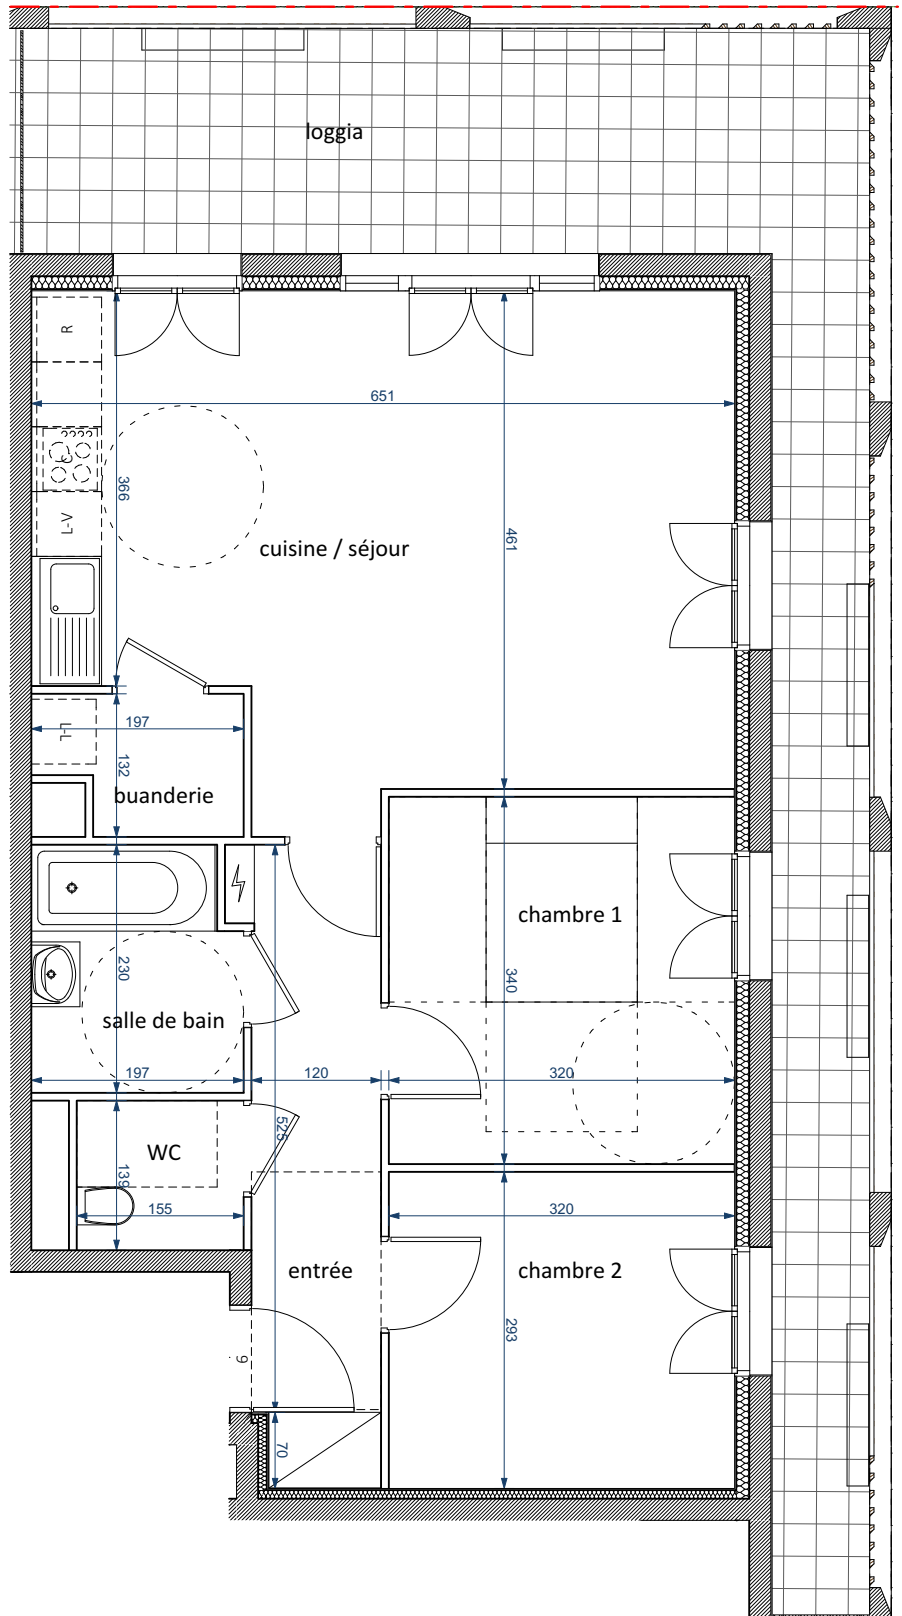 loggia
R
651
366
L-V
461
cuisine / séjour
197
L-L
132
buanderie
chambre 1
230
340
salle de bain
197
120
320
525
WC
139
155
320
entrée
chambre 2
293
9
70